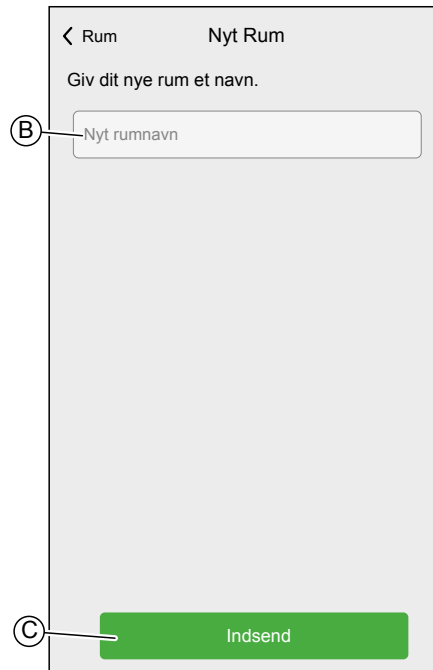 Rum
Nyt Rum
Giv dit nye rum et navn.
B
Nyt rumnavn
C
Indsend